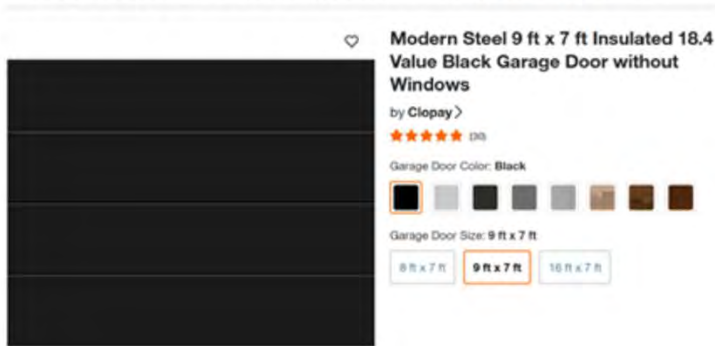 Modern Steel 9 ft x 7 ft Insulated 18.4
Value Black Garage Door without
Windows
by Clopay >
(30)
Garage Door Color: Black
Garage Door Size: 9 ft x 7 ft
8 ft x 7 ft
9 ft x 7 ft
16 ft x 7 ft